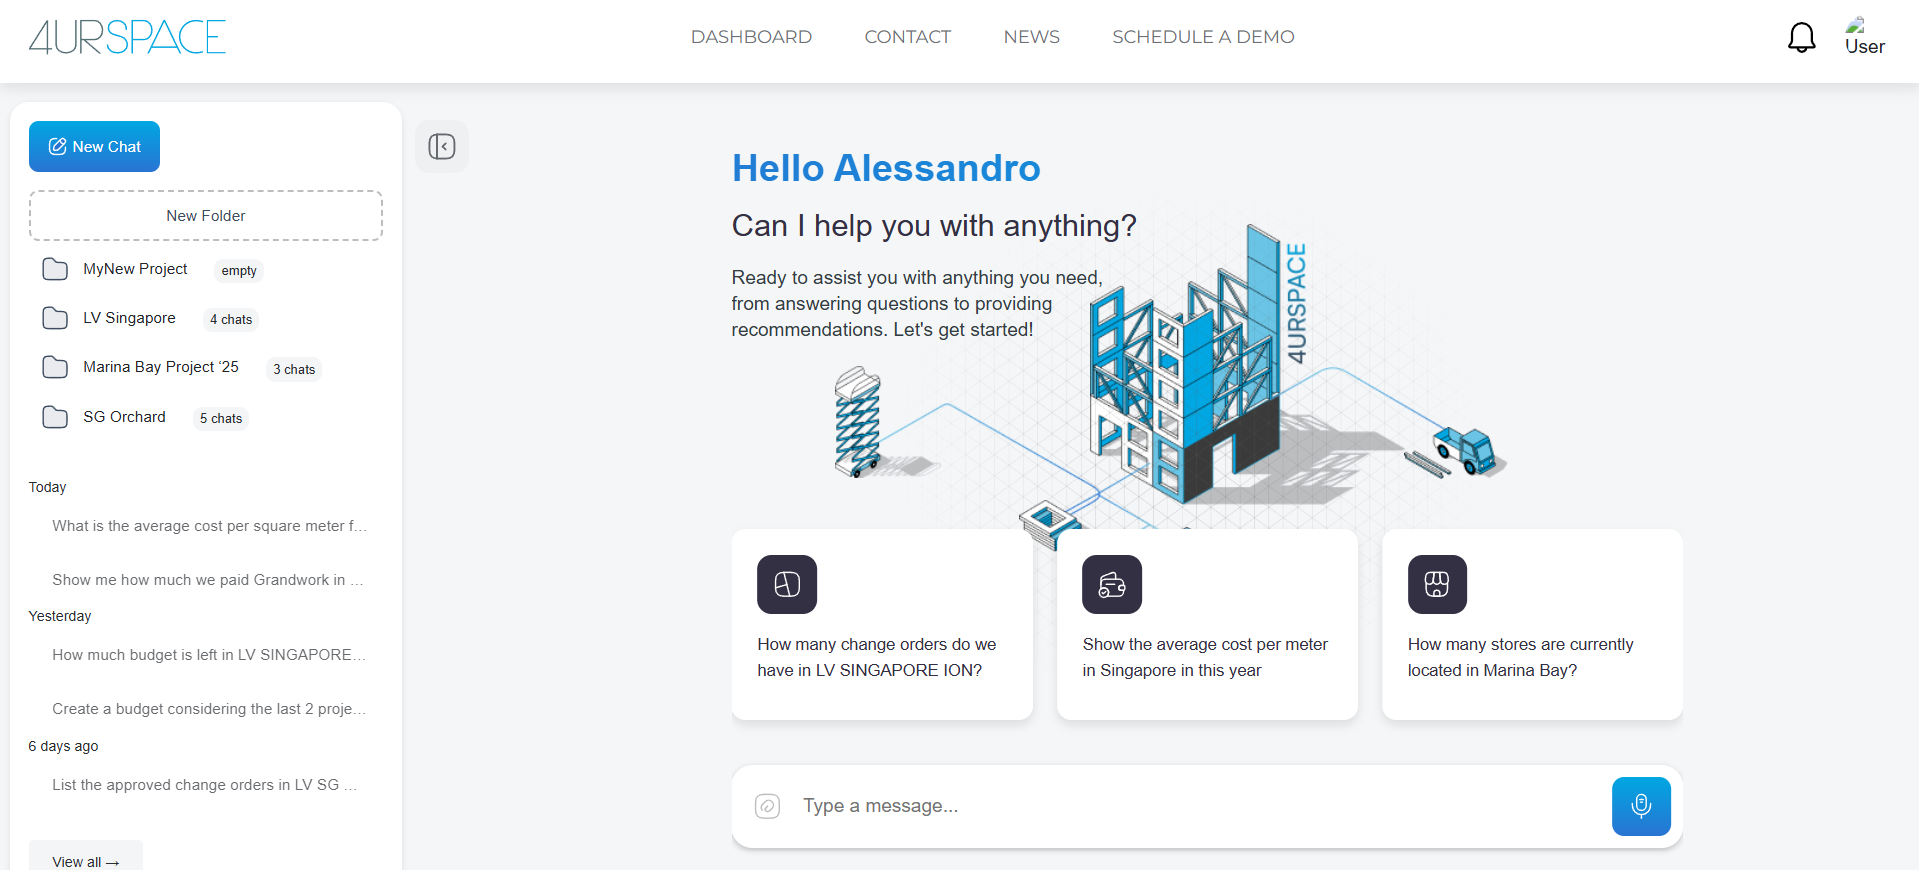 4URSPACE
DASHBOARD
CONTACT
NEWS
SCHEDULE A DEMO
User
New Chat
New Folder
MyNew Project
empty
LV Singapore
4 chats
Marina Bay Project ‘25
3 chats
SG Orchard
5 chats
Today
What is the average cost per square meter f...
Show me how much we paid Grandwork in ...
Yesterday
How much budget is left in LV SINGAPORE...
Create a budget considering the last 2 proje...
6 days ago
List the approved change orders in LV SG ...
View all →
Hello Alessandro
Can I help you with anything?
Ready to assist you with anything you need,
from answering questions to providing
recommendations. Let's get started!
4URSPACE
How many change orders do we
have in LV SINGAPORE ION?
Show the average cost per meter
in Singapore in this year
How many stores are currently
located in Marina Bay?
Type a message...